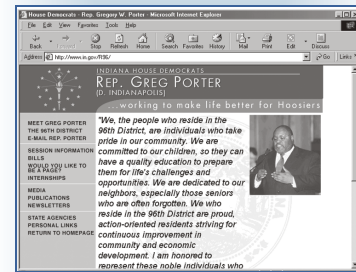 House Democrats - Rep. Gregory W. Porter - Microsoft Internet Explorer
File Edit View Favorites Tools Help
Back Forward Stop Refresh Home Search Favorites History Mail Print Edit Discuss
Address http://www.in.gov/R96/ Go Links
INDIANA HOUSE DEMOCRATS
REP. GREG PORTER
(D. INDIANAPOLIS)
...working to make life better for Hoosiers
MEET GREG PORTER
THE 96TH DISTRICT
E-MAIL REP. PORTER
SESSION INFORMATION
BILLS
WOULD YOU LIKE TO
BE A PAGE?
INTERNSHIPS
MEDIA
PUBLICATIONS
NEWSLETTERS
STATE AGENCIES
PERSONAL LINKS
RETURN TO HOMEPAGE
"We, the people who reside in the
96th District, are individuals who take
pride in our community. We are
committed to our children, so they can
have a quality education to prepare
them for life's challenges and
opportunities. We are dedicated to our
neighbors, especially those seniors
who are often forgotten. We who
reside in the 96th District are proud,
action-oriented residents striving for
continuous improvement in
community and economic
development. I am honored to
represent these noble individuals who